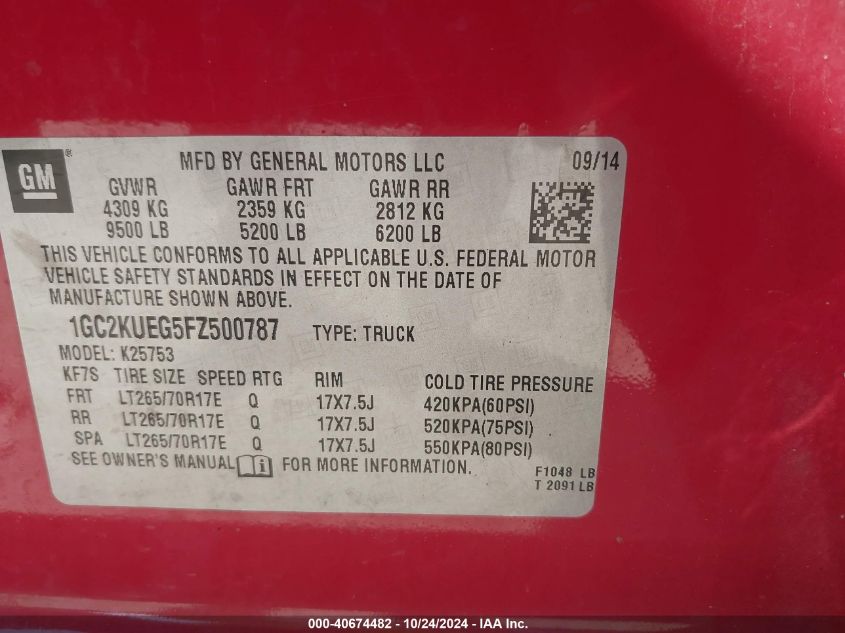 GM®
MFD BY GENERAL MOTORS LLC 09/14
GVWR GAWR FRT GAWR RR
4309 KG 2359 KG 2812 KG
9500 LB 5200 LB 6200 LB
THIS VEHICLE CONFORMS TO ALL APPLICABLE U.S. FEDERAL MOTOR
VEHICLE SAFETY STANDARDS IN EFFECT ON THE DATE OF
MANUFACTURE SHOWN ABOVE.
1GC2KUEG5FZ500787 TYPE: TRUCK
MODEL: K25753
KF7S TIRE SIZE SPEED RTG RIM COLD TIRE PRESSURE
FRT LT265/70R17E Q 17X7.5J 420KPA(60PSI)
RR LT265/70R17E Q 17X7.5J 520KPA(75PSI)
SPA LT265/70R17E Q 17X7.5J 550KPA(80PSI)
SEE OWNER'S MANUAL FOR MORE INFORMATION.
F1048 LB
T 2091 LB
000-40674482 - 10/24/2024 - IAA Inc.